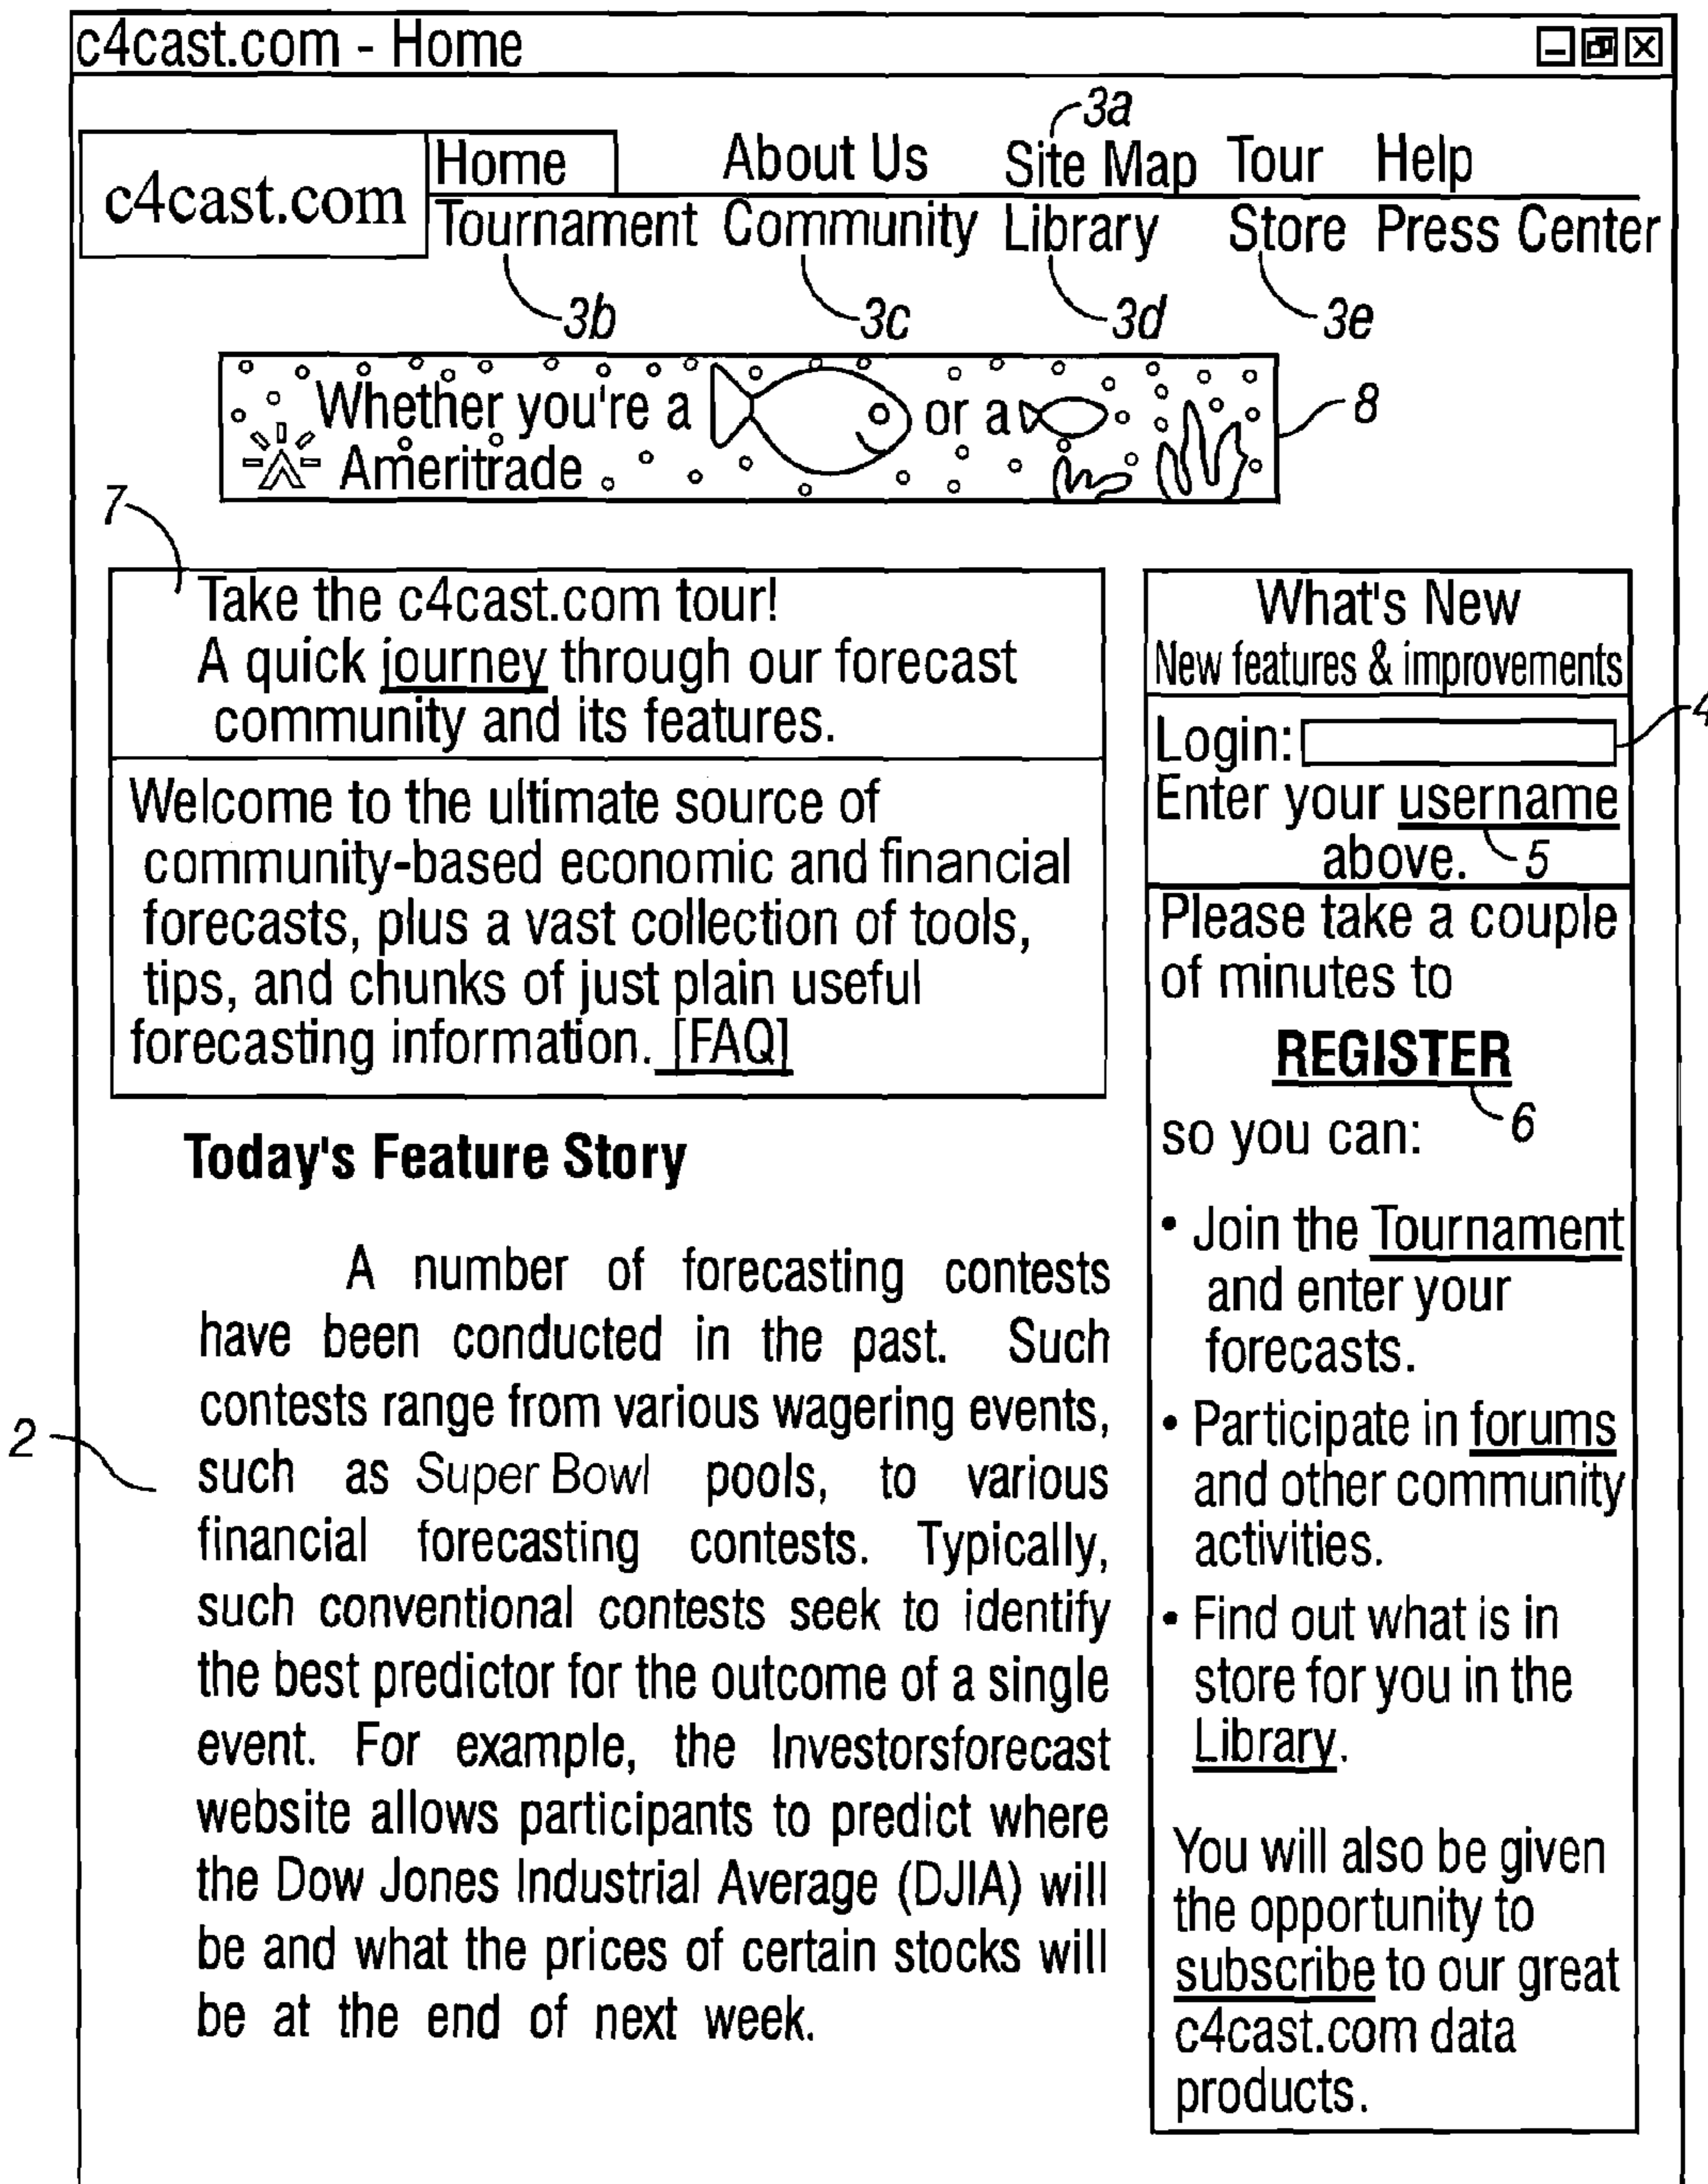 c4cast.com - Home
3a
c4cast.com
Home About Us Site Map Tour Help
Tournament Community Library Store Press Center
3b 3c 3d 3e
Whether you're a or a
Ameritrade
8
7
Take the c4cast.com tour!
A quick journey through our forecast
community and its features.
Welcome to the ultimate source of
community-based economic and financial
forecasts, plus a vast collection of tools,
tips, and chunks of just plain useful
forecasting information. [FAQ]
Today's Feature Story
A number of forecasting contests
have been conducted in the past. Such
contests range from various wagering events,
such as Super Bowl pools, to various
financial forecasting contests. Typically,
such conventional contests seek to identify
the best predictor for the outcome of a single
event. For example, the Investorsforecast
website allows participants to predict where
the Dow Jones Industrial Average (DJIA) will
be and what the prices of certain stocks will
be at the end of next week.
2
What's New
New features & improvements
4
Login:
Enter your username
above. 5
Please take a couple
of minutes to
REGISTER
6
so you can:
• Join the Tournament
and enter your
forecasts.
• Participate in forums
and other community
activities.
• Find out what is in
store for you in the
Library.
You will also be given
the opportunity to
subscribe to our great
c4cast.com data
products.